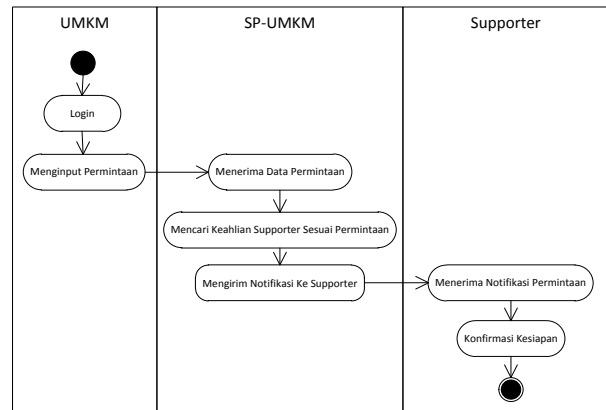 UMKM
SP-UMKM
Supporter
Login
Menginput Permintaan
Menerima Data Permintaan
Mencari Keahlian Supporter Sesuai Permintaan
Mengirim Notifikasi Ke Supporter
Menerima Notifikasi Permintaan
Konfirmasi Kesiapan